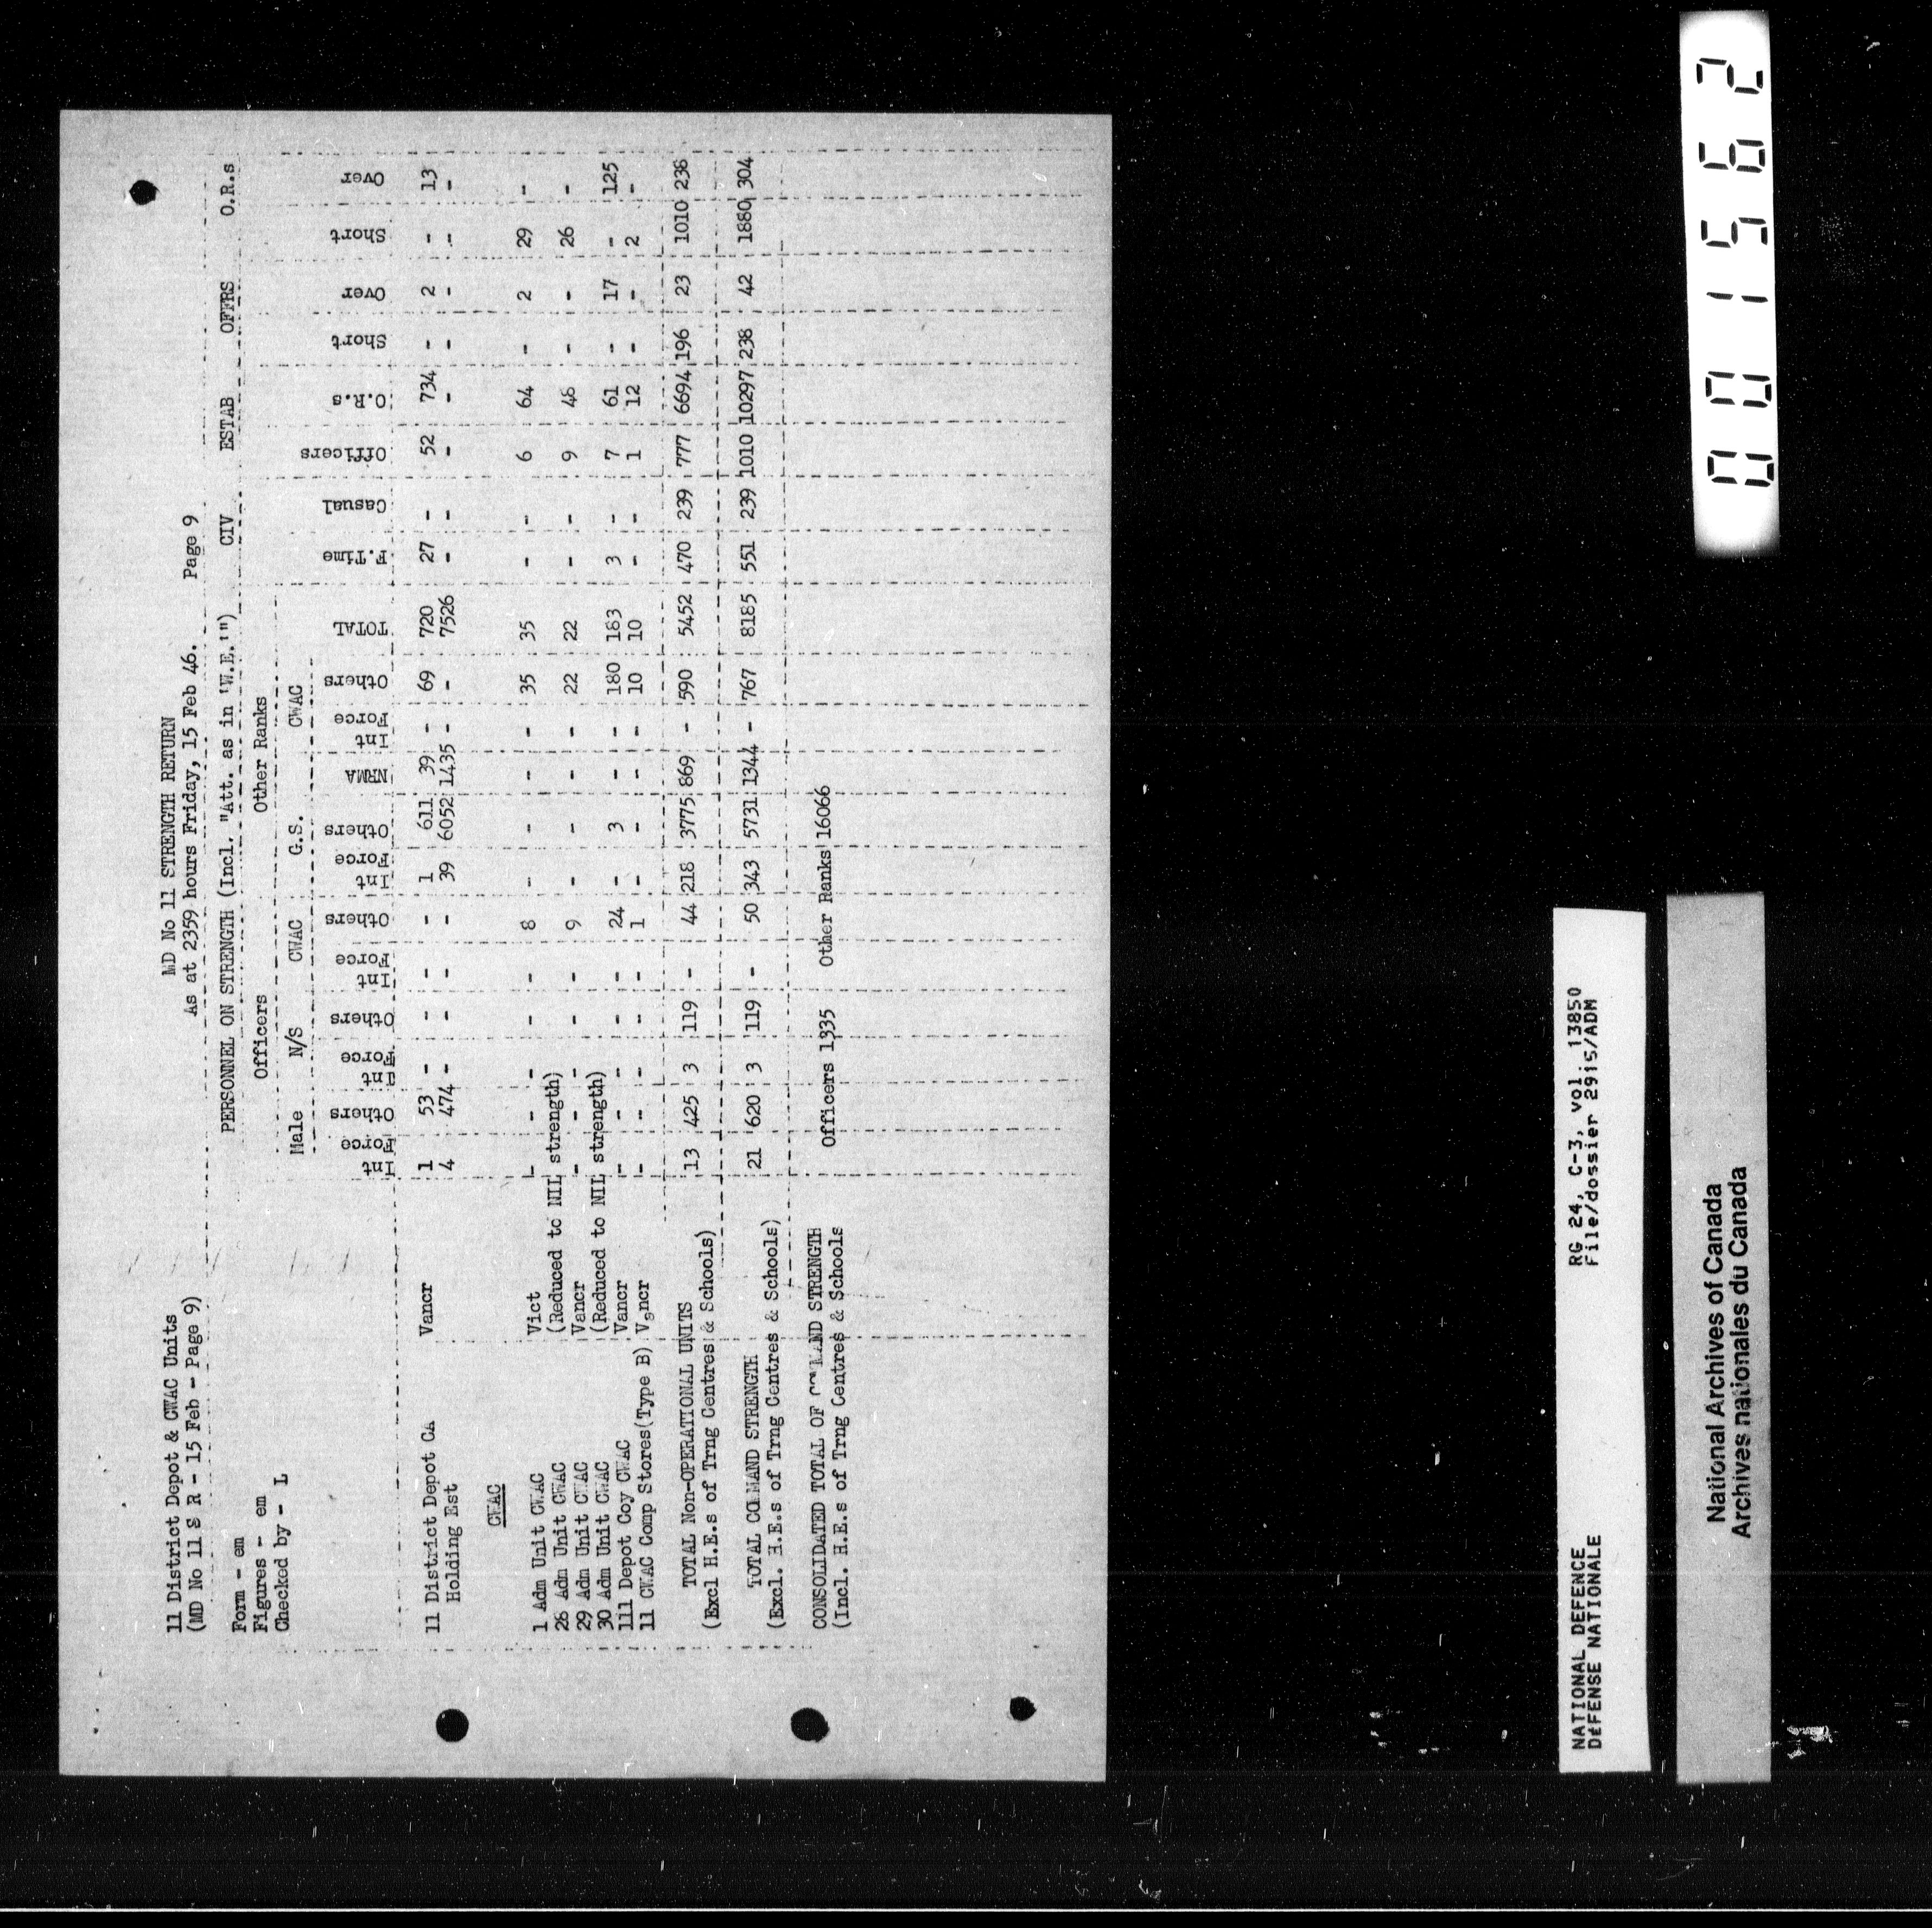 11 District Depot & CWAC Units
(MD No 11 S R - 15 Feb - Page 9)
MD No 11 STRENGTH RETURN
As at 2359 hours Friday, 15 Feb 46. Page 9
Form - em
Figures - em
Checked by - L
PERSONNEL ON STRENGTH (Incl. "Att. as in 'W.E.'") CIV ESTAB OFFRS O.R.s
Officers Other Ranks
Male N/S CWAC G.S. CWAC
Int Force Others Int Force Others Int Force Others Int Force Others NRMA Int Force Others TOTAL F.Time Casual Officers O.R.s Short Over Short Over
11 District Depot CA Vancr 1 53 - - - - 1 611 39 - 69 720 27 - 52 734 - 2 - 13
Holding Est 4 474 - - - - 39 6052 1435 - - 7526 - - - - - - - -
CWAC
1 Adm Unit CWAC Vict - - - - - 8 - - - - 35 35 - - 6 64 - 2 29 -
28 Adm Unit CWAC (Reduced to NIL strength)
29 Adm Unit CWAC Vancr - - - - - 9 - - - - 22 22 - - 9 46 - - 26 -
30 Adm Unit CWAC (Reduced to NIL strength)
111 Depot Coy CWAC Vancr - - - - - 24 - 3 - - 180 183 3 - 7 61 - 17 - 125
11 CWAC Comp Stores(Type B) Vancr - - - - - 1 - - - - 10 10 - - 1 12 - - 2 -
TOTAL Non-OPERATIONAL UNITS 13 425 3 119 - 44 218 3775 869 - 590 5452 470 239 777 6694 196 23 1010 238
(Excl H.E.s of Trng Centres & Schools)
TOTAL COMMAND STRENGTH 21 620 3 119 - 50 343 5731 1344 - 767 8185 551 239 1010 10297 238 42 1880 304
(Excl. H.E.s of Trng Centres & Schools)
CONSOLIDATED TOTAL OF COMMAND STRENGTH Officers 1335 Other Ranks 16066
(Incl. H.E.s of Trng Centres & Schools
NATIONAL DEFENCE RG 24, C-3, vol. 13850
DÉFENSE NATIONALE File/dossier 2915/ADM
National Archives of Canada
Archives nationales du Canada
001562